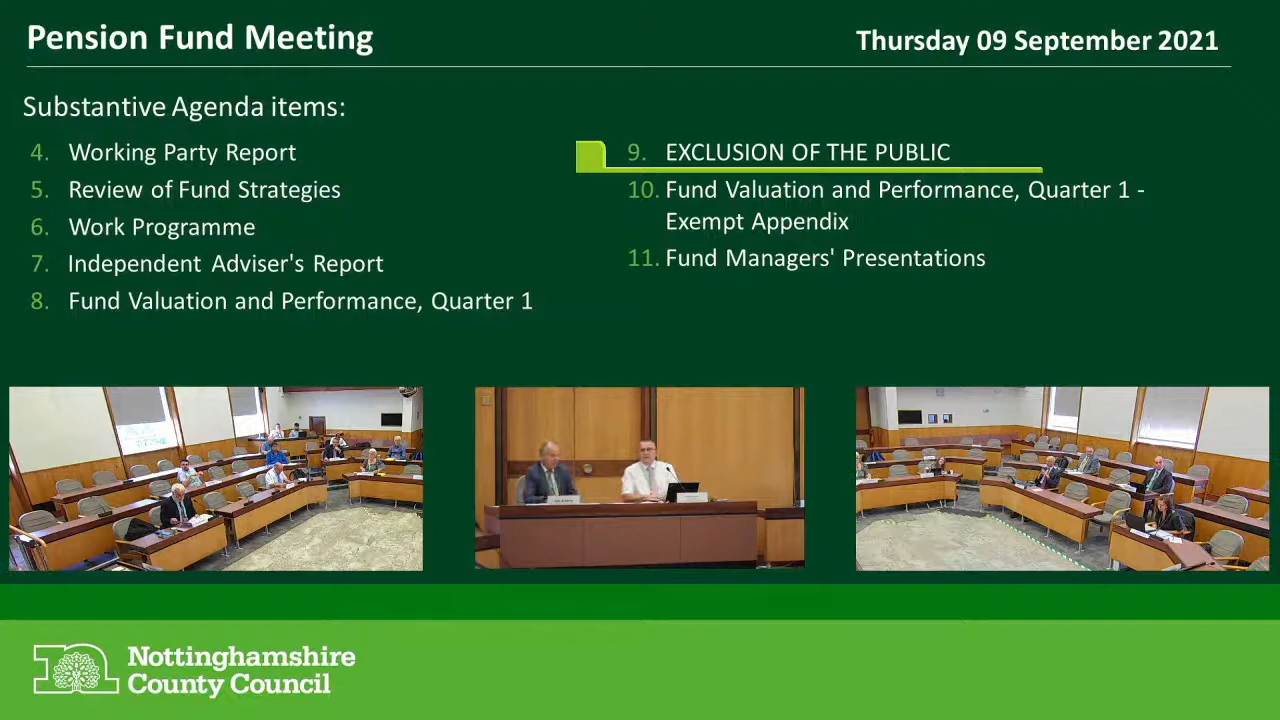 Pension Fund Meeting
Thursday 09 September 2021
Substantive Agenda items:
4. Working Party Report
5. Review of Fund Strategies
6. Work Programme
7. Independent Adviser's Report
8. Fund Valuation and Performance, Quarter 1
9. EXCLUSION OF THE PUBLIC
10. Fund Valuation and Performance, Quarter 1 -
Exempt Appendix
11. Fund Managers' Presentations
Nottinghamshire
County Council